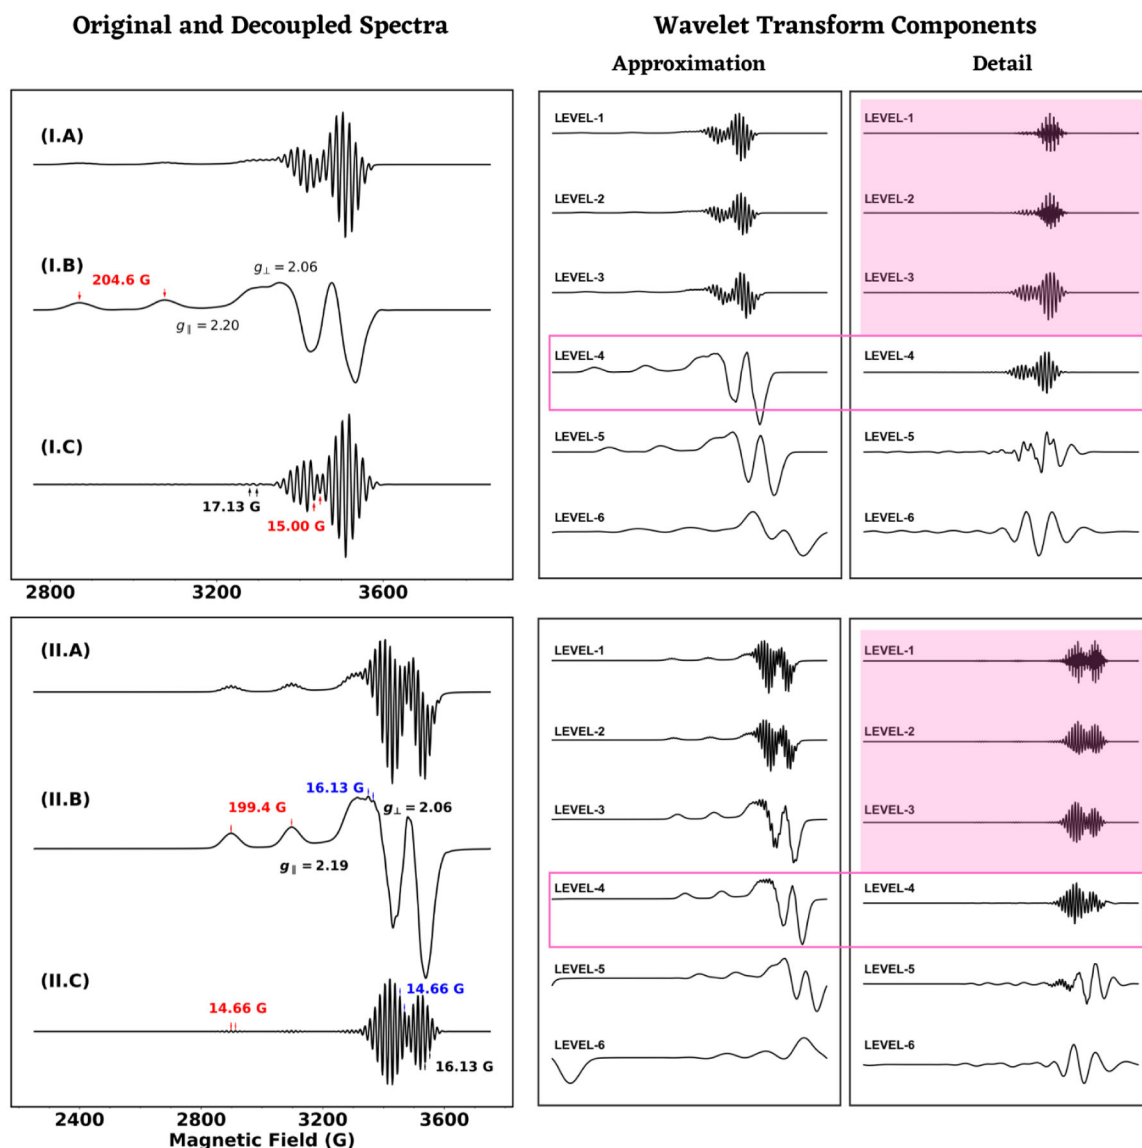 Original and Decoupled Spectra
Wavelet Transform Components
Approximation
Detail
(I.A)
(I.B)
204.6 G
g⊥ = 2.06
g∥ = 2.20
(I.C)
17.13 G
15.00 G
2800
3200
3600
LEVEL-1
LEVEL-2
LEVEL-3
LEVEL-4
LEVEL-5
LEVEL-6
LEVEL-1
LEVEL-2
LEVEL-3
LEVEL-4
LEVEL-5
LEVEL-6
(II.A)
(II.B)
16.13 G
199.4 G
g⊥ = 2.06
g∥ = 2.19
(II.C)
14.66 G
14.66 G
16.13 G
2400
2800
3200
3600
Magnetic Field (G)
LEVEL-1
LEVEL-2
LEVEL-3
LEVEL-4
LEVEL-5
LEVEL-6
LEVEL-1
LEVEL-2
LEVEL-3
LEVEL-4
LEVEL-5
LEVEL-6